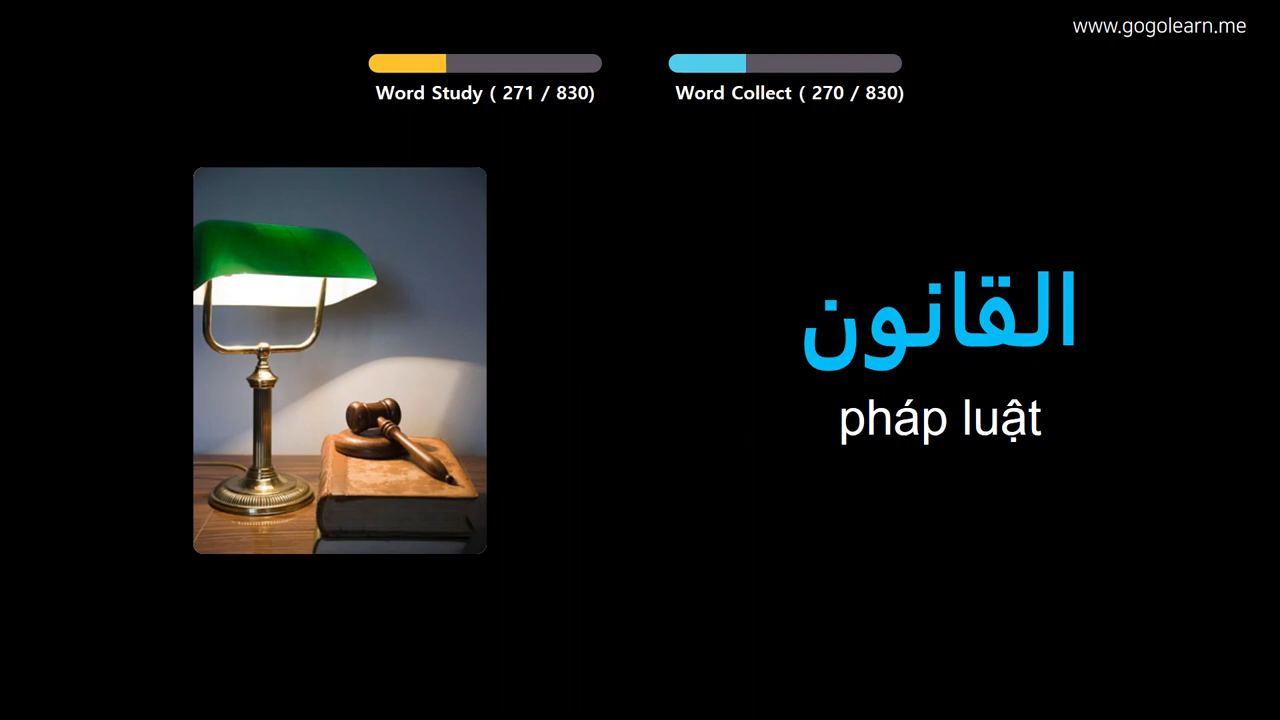 www.gogolearn.me
Word Study ( 271 / 830)
Word Collect ( 270 / 830)
القانون
pháp luật